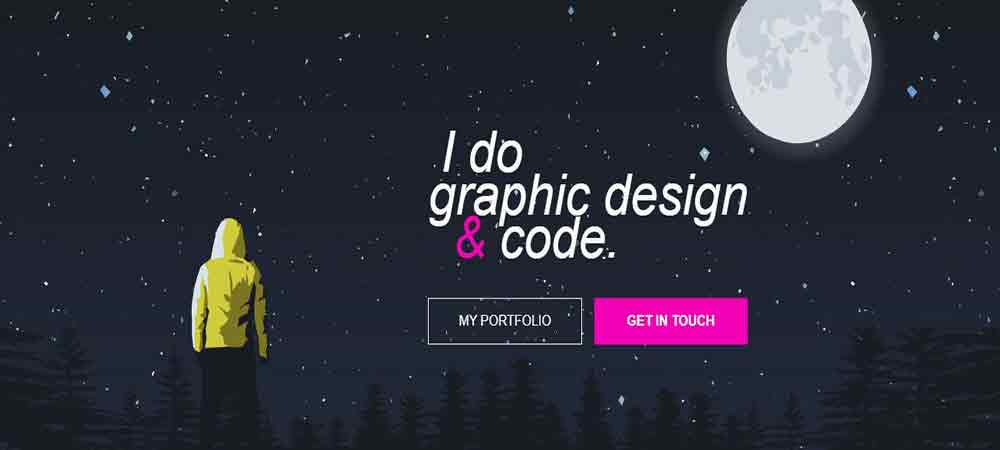 I do
graphic design
& code.
MY PORTFOLIO
GET IN TOUCH